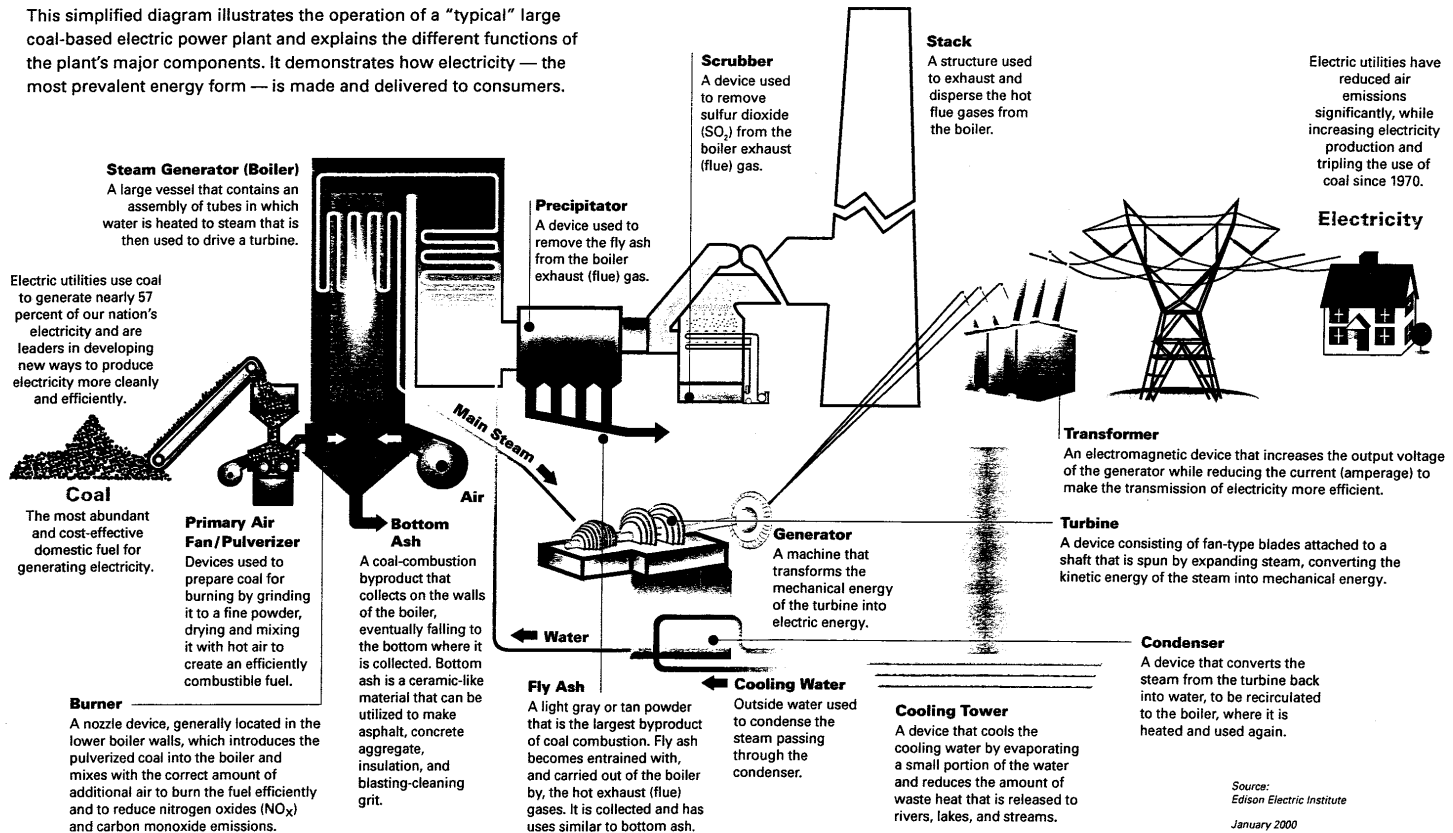 This simplified diagram illustrates the operation of a "typical" large
coal-based electric power plant and explains the different functions of
the plant's major components. It demonstrates how electricity — the
most prevalent energy form — is made and delivered to consumers.
Scrubber
A device used
to remove
sulfur dioxide
(SO₂) from the
boiler exhaust
(flue) gas.
Stack
A structure used
to exhaust and
disperse the hot
flue gases from
the boiler.
Electric utilities have
reduced air
emissions
significantly, while
increasing electricity
production and
tripling the use of
coal since 1970.
Electricity
Steam Generator (Boiler)
A large vessel that contains an
assembly of tubes in which
water is heated to steam that is
then used to drive a turbine.
Precipitator
A device used to
remove the fly ash
from the boiler
exhaust (flue) gas.
Electric utilities use coal
to generate nearly 57
percent of our nation's
electricity and are
leaders in developing
new ways to produce
electricity more cleanly
and efficiently.
Main Steam
Coal
The most abundant
and cost-effective
domestic fuel for
generating electricity.
Air
Primary Air
Fan/Pulverizer
Devices used to
prepare coal for
burning by grinding
it to a fine powder,
drying and mixing
it with hot air to
create an efficiently
combustible fuel.
Bottom
Ash
A coal-combustion
byproduct that
collects on the walls
of the boiler,
eventually falling to
the bottom where it
is collected. Bottom
ash is a ceramic-like
material that can be
utilized to make
asphalt, concrete
aggregate,
insulation, and
blasting-cleaning
grit.
Transformer
An electromagnetic device that increases the output voltage
of the generator while reducing the current (amperage) to
make the transmission of electricity more efficient.
Turbine
A device consisting of fan-type blades attached to a
shaft that is spun by expanding steam, converting the
kinetic energy of the steam into mechanical energy.
Generator
A machine that
transforms the
mechanical energy
of the turbine into
electric energy.
Water
Condenser
A device that converts the
steam from the turbine back
into water, to be recirculated
to the boiler, where it is
heated and used again.
Burner
A nozzle device, generally located in the
lower boiler walls, which introduces the
pulverized coal into the boiler and
mixes with the correct amount of
additional air to burn the fuel efficiently
and to reduce nitrogen oxides (NOX)
and carbon monoxide emissions.
Fly Ash
A light gray or tan powder
that is the largest byproduct
of coal combustion. Fly ash
becomes entrained with,
and carried out of the boiler
by, the hot exhaust (flue)
gases. It is collected and has
uses similar to bottom ash.
Cooling Water
Outside water used
to condense the
steam passing
through the
condenser.
Cooling Tower
A device that cools the
cooling water by evaporating
a small portion of the water
and reduces the amount of
waste heat that is released to
rivers, lakes, and streams.
Source:
Edison Electric Institute
January 2000